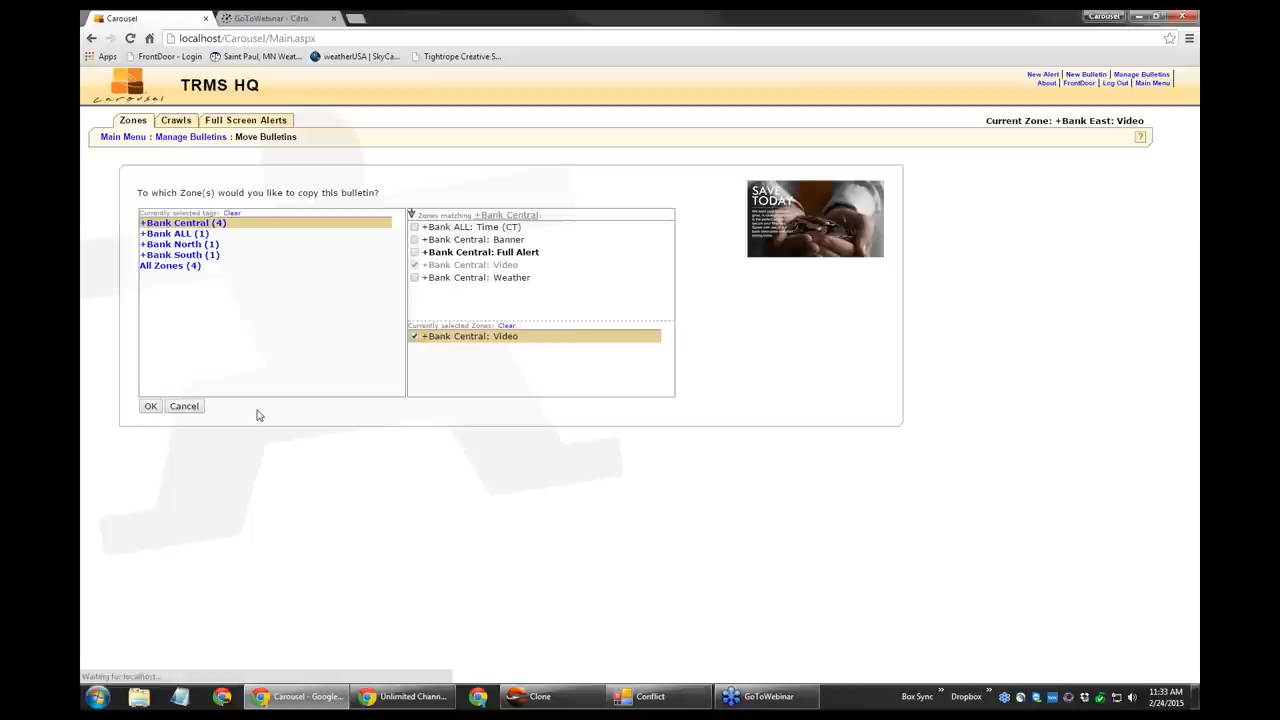 Carousel
GoToWebinar - Citrix
Carousel
localhost/Carousel/Main.aspx
Apps
FrontDoor - Login
Saint Paul, MN Weat...
weatherUSA | SkyCa...
Tightrope Creative S...
carousel
TRMS HQ
New Alert | New Bulletin | Manage Bulletins
About | FrontDoor | Log Out | Main Menu
Zones
Crawls
Full Screen Alerts
Current Zone: +Bank East: Video
Main Menu : Manage Bulletins : Move Bulletins
?
To which Zone(s) would you like to copy this bulletin?
Currently selected tags: Clear
+Bank Central (4)
+Bank ALL (1)
+Bank North (1)
+Bank South (1)
All Zones (4)
Zones matching +Bank Central:
+Bank ALL: Time (CT)
+Bank Central: Banner
+Bank Central: Full Alert
+Bank Central: Video
+Bank Central: Weather
Currently selected Zones: Clear
+Bank Central: Video
SAVE
TODAY
OK
Cancel
Waiting for localhost...
Carousel - Google...
Unlimited Chann...
Clone
Conflict
GoToWebinar
Box Sync
Dropbox
11:33 AM
2/24/2015